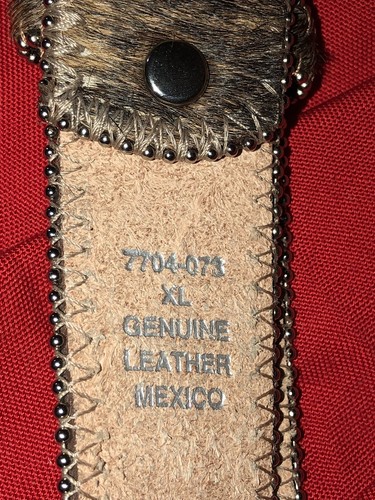 7704-073
XL
GENUINE
LEATHER
MEXICO